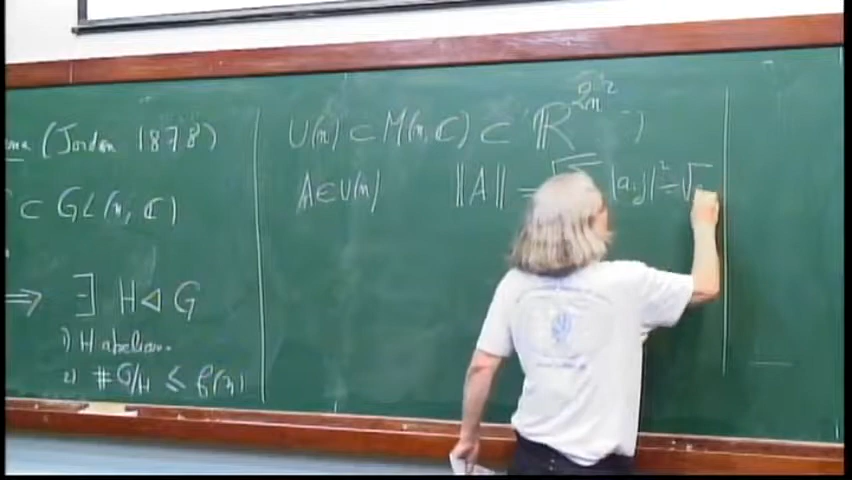 (Jordan 1878)
⊂ GL(n, ℂ)
⟹ ∃ H ⊲ G
1) H abelian.
2) # G/H ≤ f(n)
U(n) ⊂ M(n, ℂ) ⊂ ℝ^{2n²}
A ∈ U(n) ‖A‖ = √ |aij|² = √